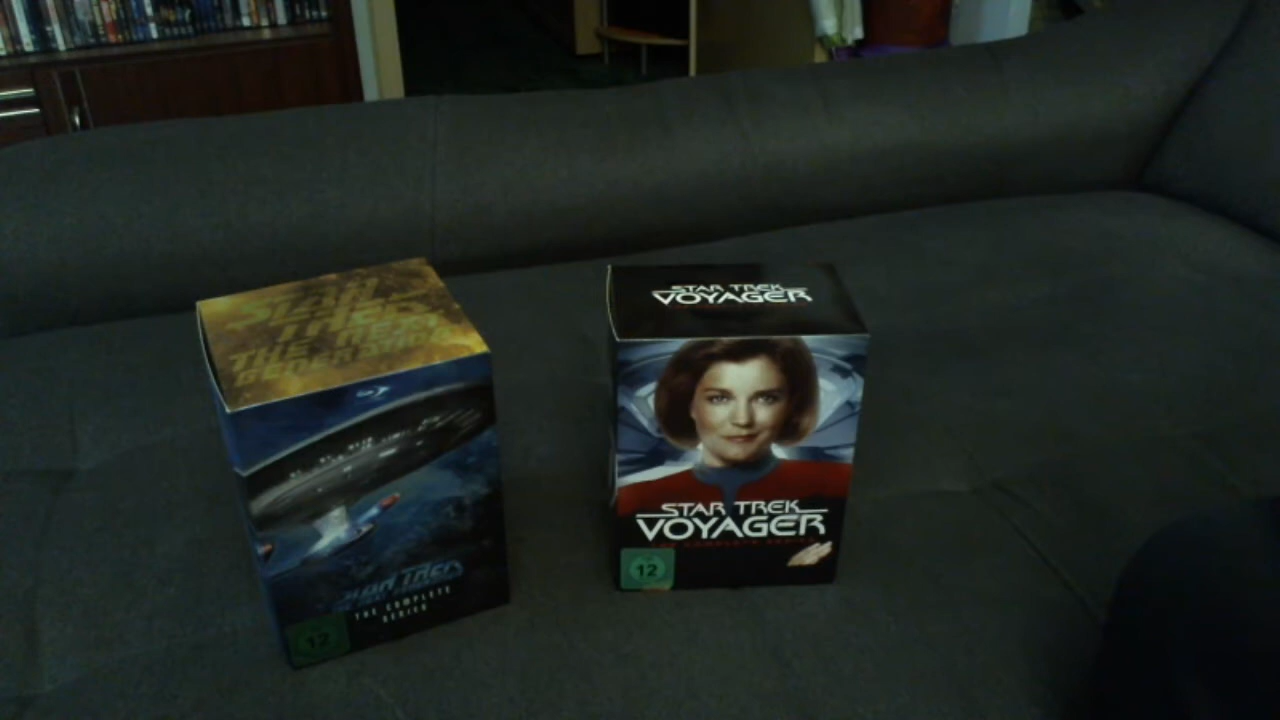 STAR
TREK
THE NEXT
GENERATION
STAR TREK
THE COMPLETE
SERIES
12
STAR TREK
VOYAGER
STAR TREK
VOYAGER
12